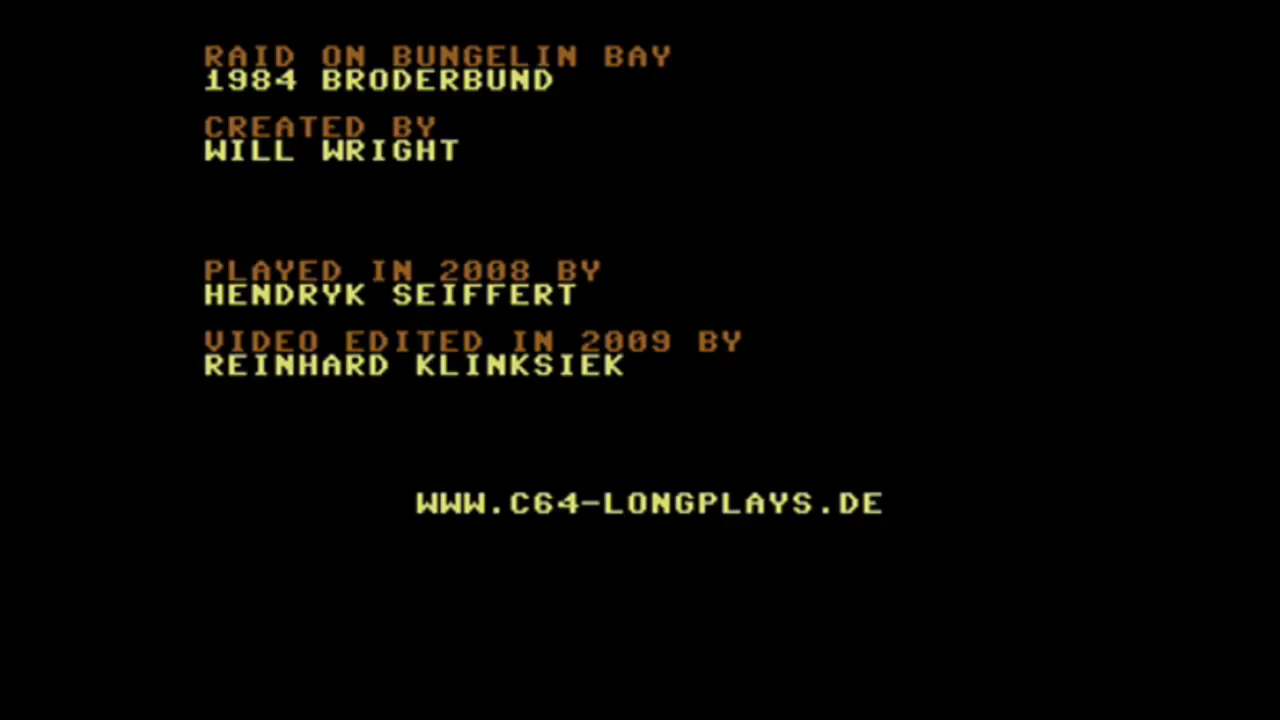 RAID ON BUNGELIN BAY
1984 BRODERBUND
CREATED BY
WILL WRIGHT
PLAYED IN 2008 BY
HENDRYK SEIFFERT
VIDEO EDITED IN 2009 BY
REINHARD KLINKSIEK
WWW.C64-LONGPLAYS.DE